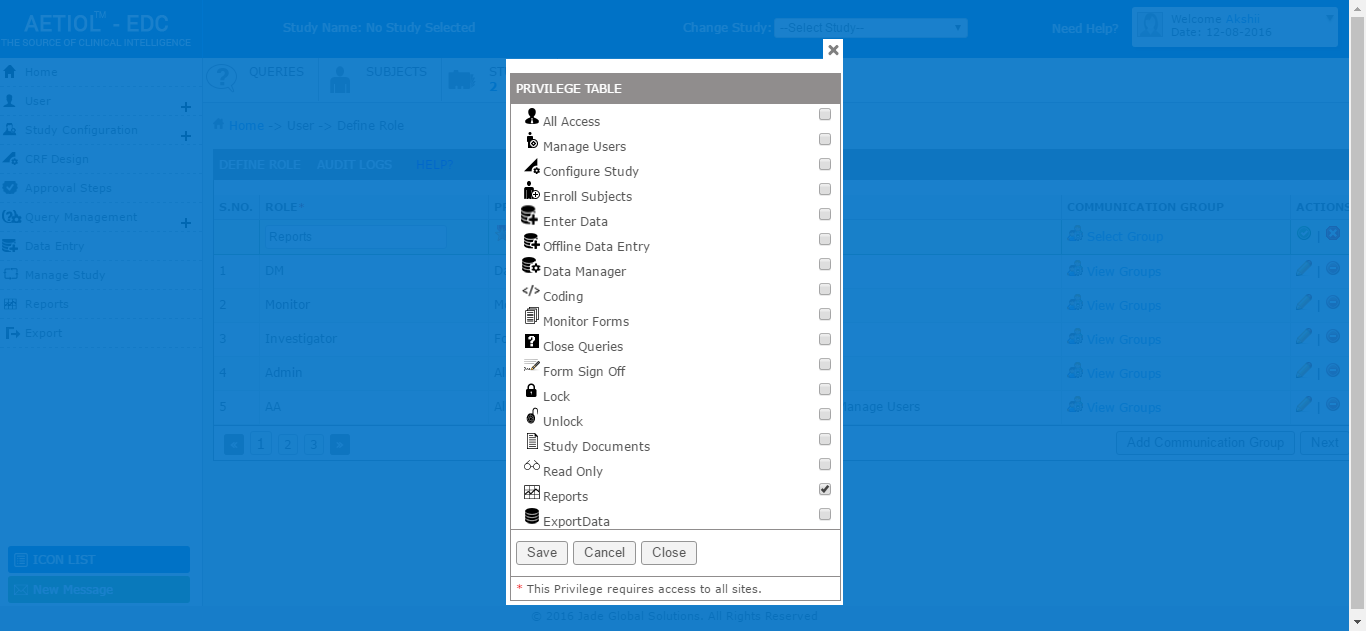 AETIOL™ - EDC
THE SOURCE OF CLINICAL INTELLIGENCE
Study Name: No Study Selected
Change Study: --Select Study--
Need Help?
Welcome Akshii
Date: 12-08-2016
Home
User
Study Configuration
CRF Design
Approval Steps
Query Management
Data Entry
Manage Study
Reports
Export
ICON LIST
New Message
QUERIES
SUBJECTS
ST
2
Home -> User -> Define Role
DEFINE ROLE AUDIT LOGS HELP?
S.NO. ROLE* COMMUNICATION GROUP ACTIONS
Reports Select Group |
1 DM View Groups |
2 Monitor View Groups |
3 Investigator View Groups |
4 Admin View Groups |
5 AA Manage Users View Groups |
< 1 2 3 > Add Communication Group Next
PRIVILEGE TABLE
All Access
Manage Users
Configure Study
Enroll Subjects
Enter Data
Offline Data Entry
Data Manager
Coding
Monitor Forms
Close Queries
Form Sign Off
Lock
Unlock
Study Documents
Read Only
Reports
ExportData
Save Cancel Close
* This Privilege requires access to all sites.
© 2016 Jade Global Solutions. All Rights Reserved